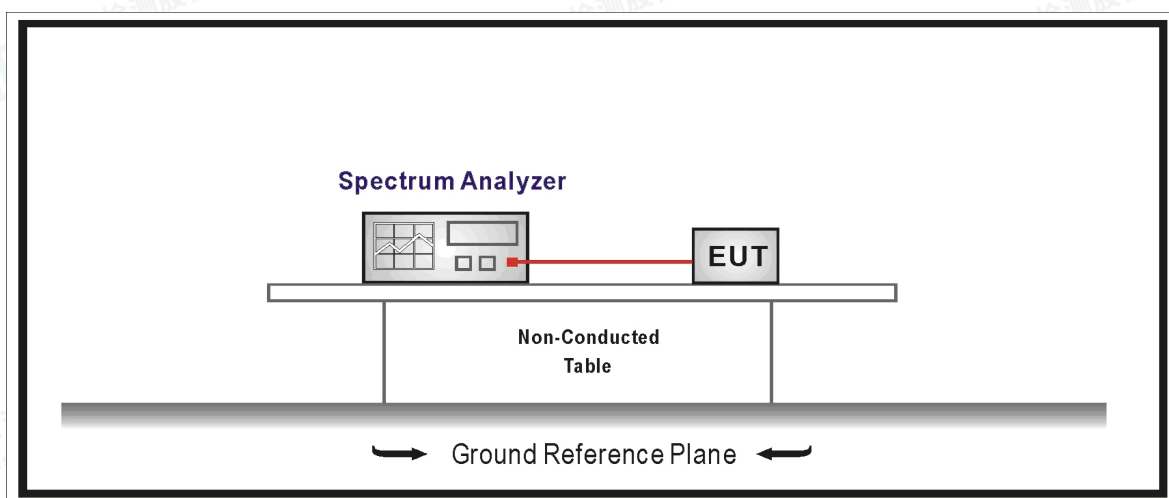 Spectrum Analyzer
EUT
Non-Conducted
Table
Ground Reference Plane